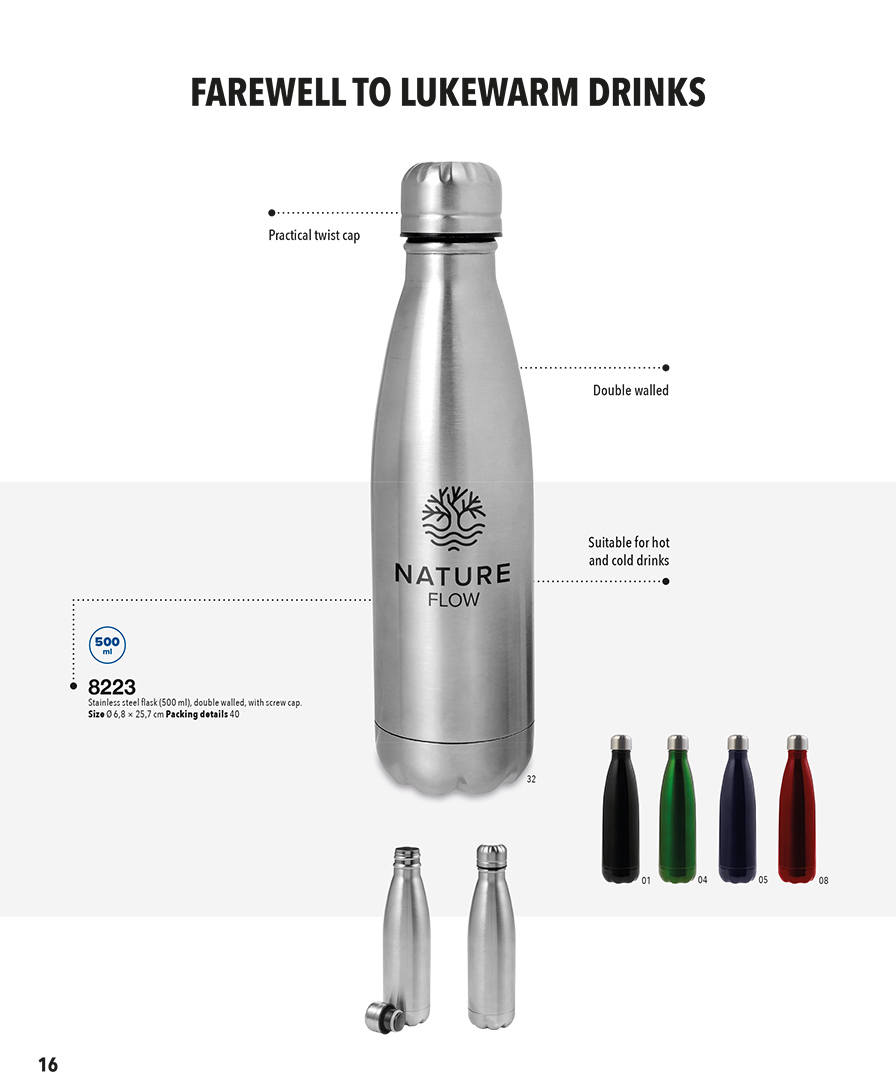 FAREWELL TO LUKEWARM DRINKS
Practical twist cap
Double walled
NATURE
FLOW
Suitable for hot
and cold drinks
500
ml
8223
Stainless steel flask (500 ml), double walled, with screw cap.
Size Ø 6,8 × 25,7 cm Packing details 40
32
01
04
05
08
16